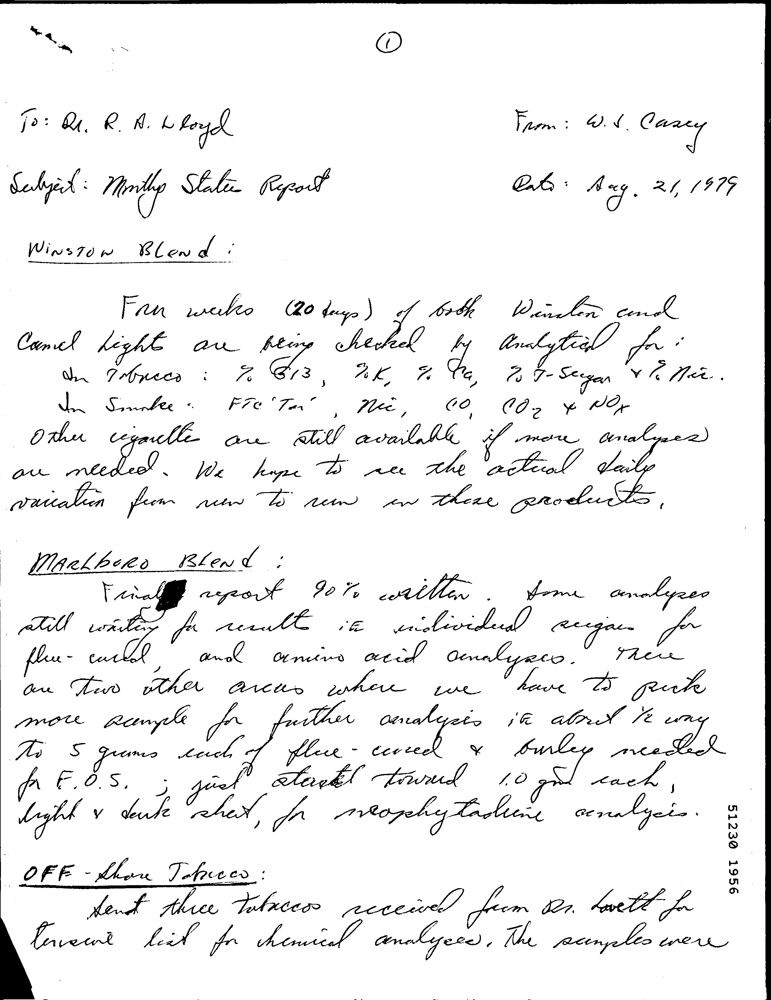 1
To: Dr. R. A. Lloyd From: W. S. Casey
Subject: Monthly Status Report Date: Aug. 21, 1979
Winston Blend:
Four weeks (20 days) of both Winston and
Camel Lights are being checked by Analytical for:
In Tobacco: % G13, % K, % Pa, % T-Sugar & % Nic.
In Smoke: FTC 'Tar', Nic, CO, CO2 & NOx
Other cigarettes are still available if more analyses
are needed. We hope to see the actual daily
variation from run to run in these products.
Marlboro Blend:
Final report 90% written. Some analyses
still waiting for results ie individual sugars for
flue-cured, and amino acid analyses. There
are two other areas where we have to pick
more sample for further analysis ie about 1/2 way
to 5 grams each of flue-cured & burley needed
for F.O.S.; just started toward 1.0 gm each,
light & dark sheet, for neophytadiene analysis.
OFF-Shore Tobacco:
Sent three tobaccos received from Dr. Lovett for
list for chemical analyses. The samples were
51230 1956